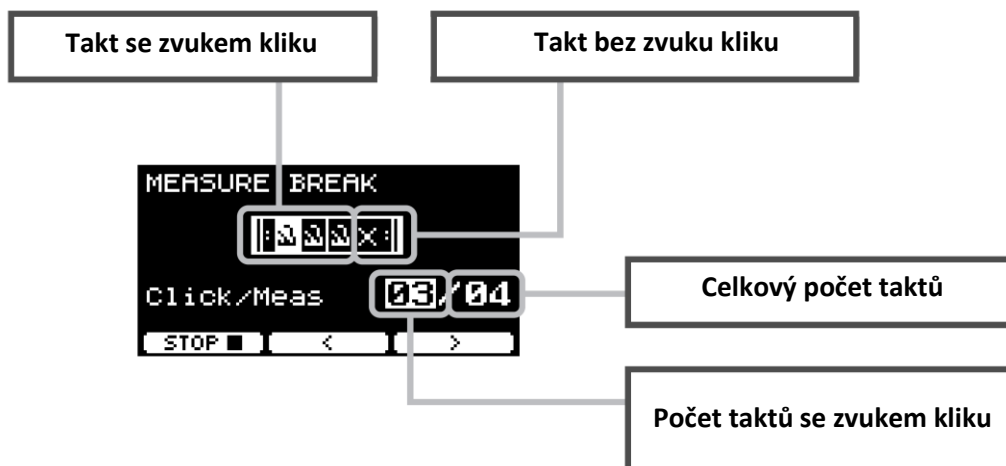 Takt se zvukem kliku
Takt bez zvuku kliku
MEASURE BREAK
Click/Meas 03/04
STOP ■ < >
Celkový počet taktů
Počet taktů se zvukem kliku